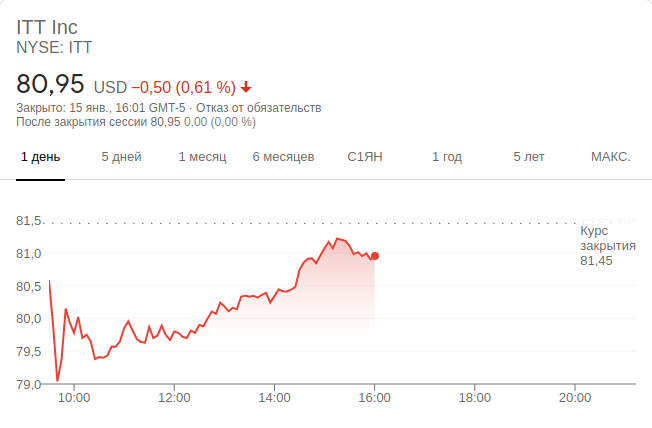 ITT Inc
NYSE: ITT
80,95 USD −0,50 (0,61 %)
Закрыто: 15 янв., 16:01 GMT-5 · Отказ от обязательств
После закрытия сессии 80,95 0,00 (0,00 %)
1 день 5 дней 1 месяц 6 месяцев С1ЯН 1 год 5 лет МАКС.
81,5
Курс
закрытия
81,45
81,0
80,5
80,0
79,5
79,0
10:00 12:00 14:00 16:00 18:00 20:00